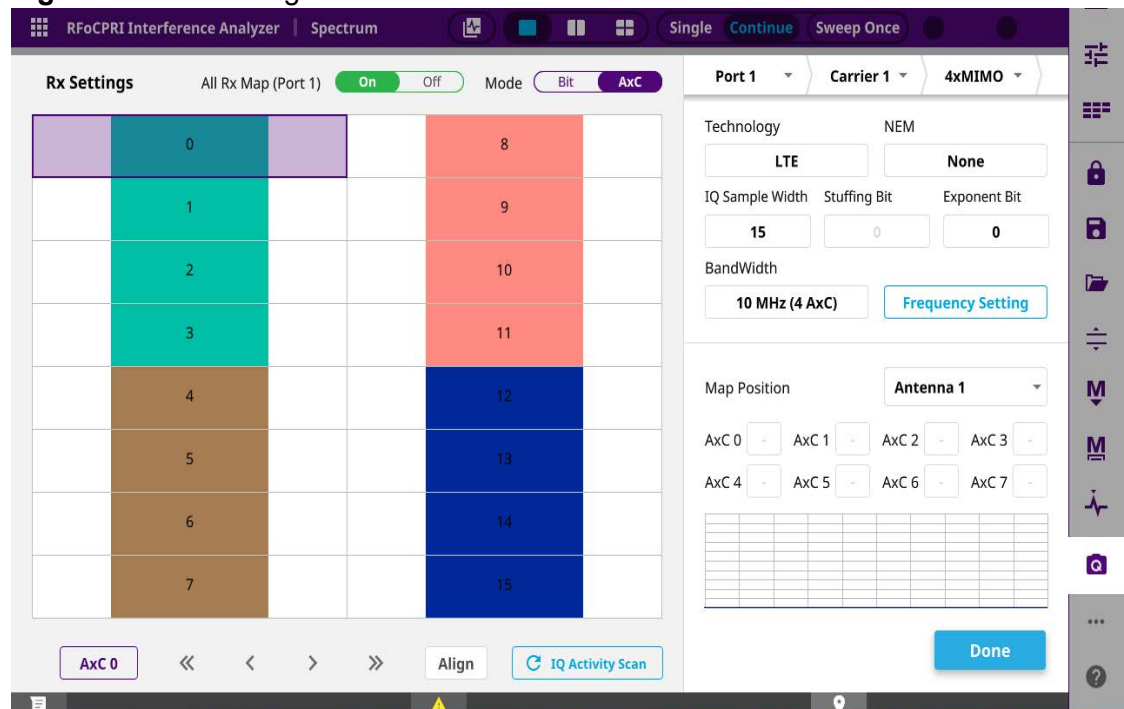 RFoCPRI Interference Analyzer | Spectrum Single Continue Sweep Once
Rx Settings All Rx Map (Port 1) On Off Mode Bit AxC
Port 1 Carrier 1 4xMIMO
0 8
1 9
2 10
3 11
4 12
5 13
6 14
7 15
Technology NEM
LTE None
IQ Sample Width Stuffing Bit Exponent Bit
15 0 0
BandWidth
10 MHz (4 AxC) Frequency Setting
Map Position Antenna 1
AxC 0 - AxC 1 - AxC 2 - AxC 3 -
AxC 4 - AxC 5 - AxC 6 - AxC 7 -
AxC 0 Align IQ Activity Scan
Done
M
M
Q
?